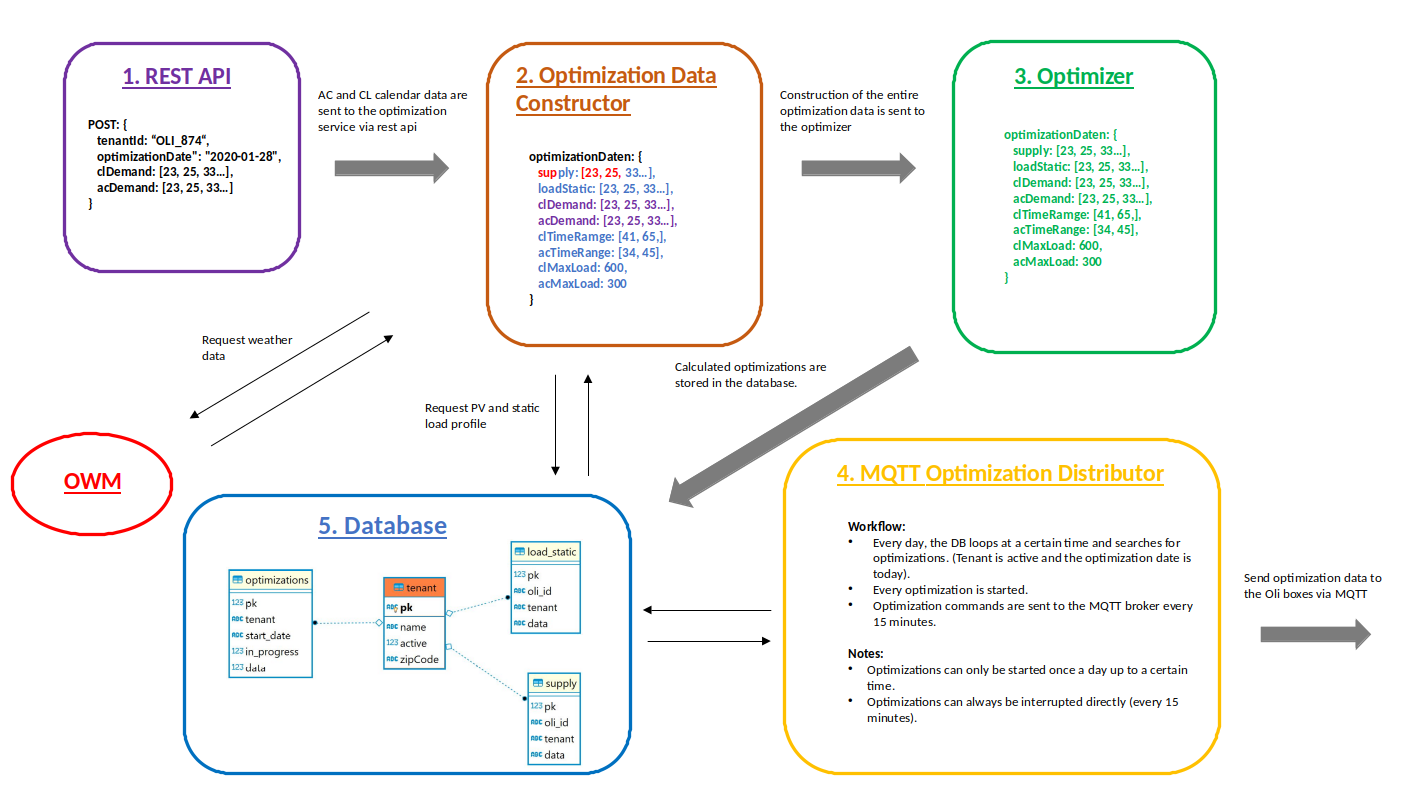 1. REST API
POST: {
tenantId: “OLI_874“,
optimizationDate": "2020-01-28",
clDemand: [23, 25, 33...],
acDemand: [23, 25, 33...]
}
AC and CL calendar data are
sent to the optimization
service via rest api
2. Optimization Data
Constructor
optimizationDaten: {
supply: [23, 25, 33...],
loadStatic: [23, 25, 33...],
clDemand: [23, 25, 33...],
acDemand: [23, 25, 33...],
clTimeRamge: [41, 65,],
acTimeRange: [34, 45],
clMaxLoad: 600,
acMaxLoad: 300
}
Construction of the entire
optimization data is sent to
the optimizer
3. Optimizer
optimizationDaten: {
supply: [23, 25, 33...],
loadStatic: [23, 25, 33...],
clDemand: [23, 25, 33...],
acDemand: [23, 25, 33...],
clTimeRamge: [41, 65,],
acTimeRange: [34, 45],
clMaxLoad: 600,
acMaxLoad: 300
}
Request weather
data
Request PV and static
load profile
Calculated optimizations are
stored in the database.
OWM
5. Database
optimizations
123 pk
ABC tenant
ABC start_date
123 in_progress
123 data
tenant
ABC pk
ABC name
123 active
ABC zipCode
load_static
123 pk
ABC oli_id
ABC tenant
ABC data
supply
123 pk
ABC oli_id
ABC tenant
ABC data
4. MQTT Optimization Distributor
Workflow:
• Every day, the DB loops at a certain time and searches for
optimizations. (Tenant is active and the optimization date is
today).
• Every optimization is started.
• Optimization commands are sent to the MQTT broker every
15 minutes.
Notes:
• Optimizations can only be started once a day up to a certain
time.
• Optimizations can always be interrupted directly (every 15
minutes).
Send optimization data to
the Oli boxes via MQTT